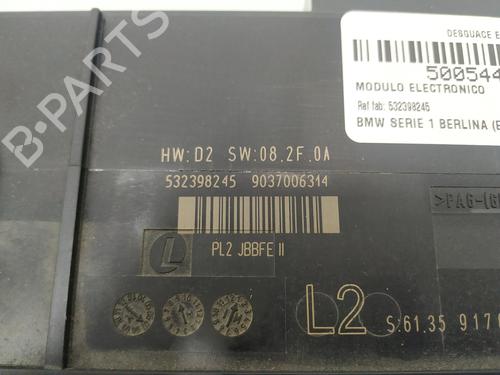 DESGUACE E
500544
MODULO ELECTRONICO
Ref fab: 532398245
BMW SERIE 1 BERLINA (E
HW:D2 SW:08.2F.0A
532398245 9037006314
>PA6-(G
L PL2 JBBFE II
L2 S:61.35 917
B-PARTS